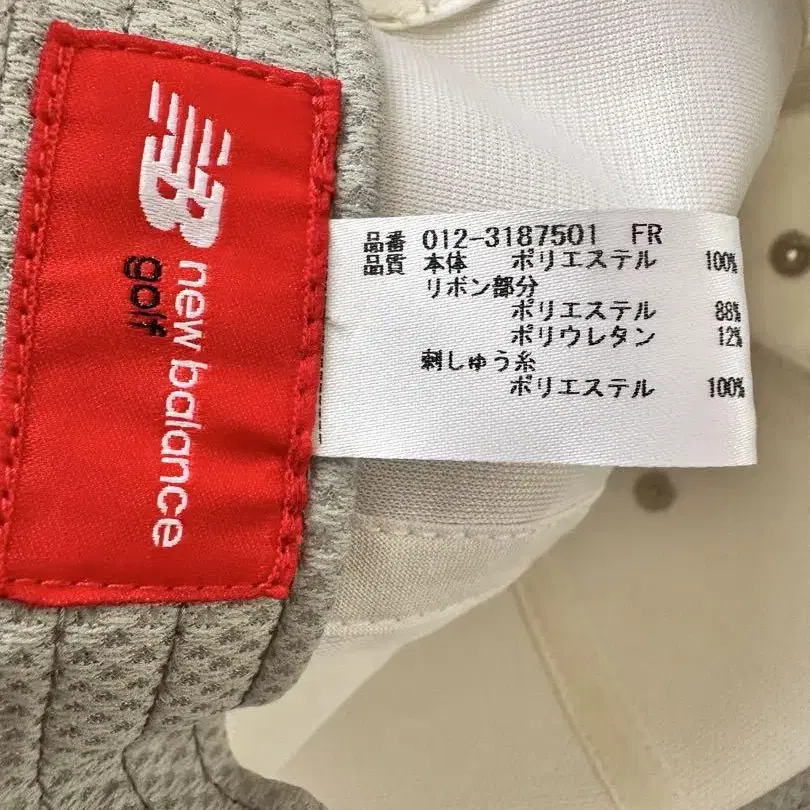 new balance
golf
品番 012-3187501 FR
品質 本体 ポリエステル 100%
リボン部分
ポリエステル 88%
ポリウレタン 12%
刺しゅう糸
ポリエステル 100%